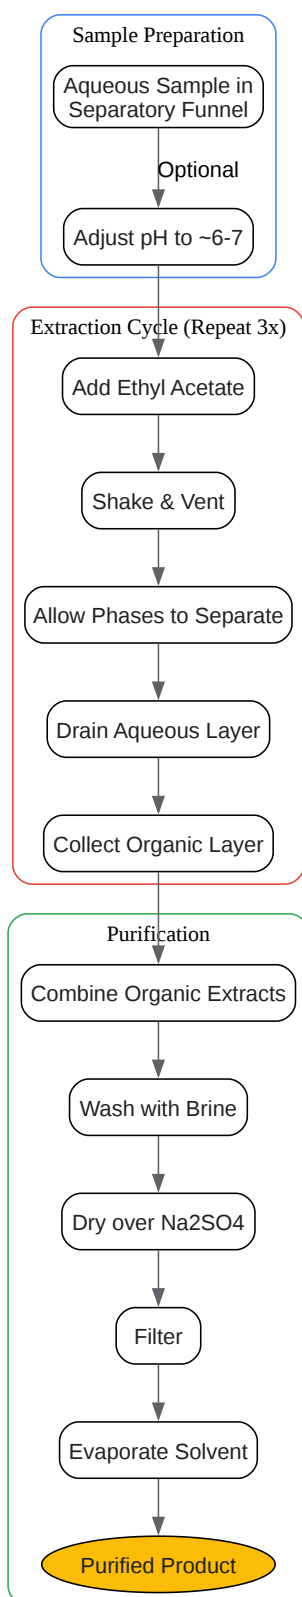 Sample Preparation
Aqueous Sample in
Separatory Funnel
Optional
Adjust pH to ~6-7
Extraction Cycle (Repeat 3x)
Add Ethyl Acetate
Shake & Vent
Allow Phases to Separate
Drain Aqueous Layer
Collect Organic Layer
Purification
Combine Organic Extracts
Wash with Brine
Dry over Na2SO4
Filter
Evaporate Solvent
Purified Product